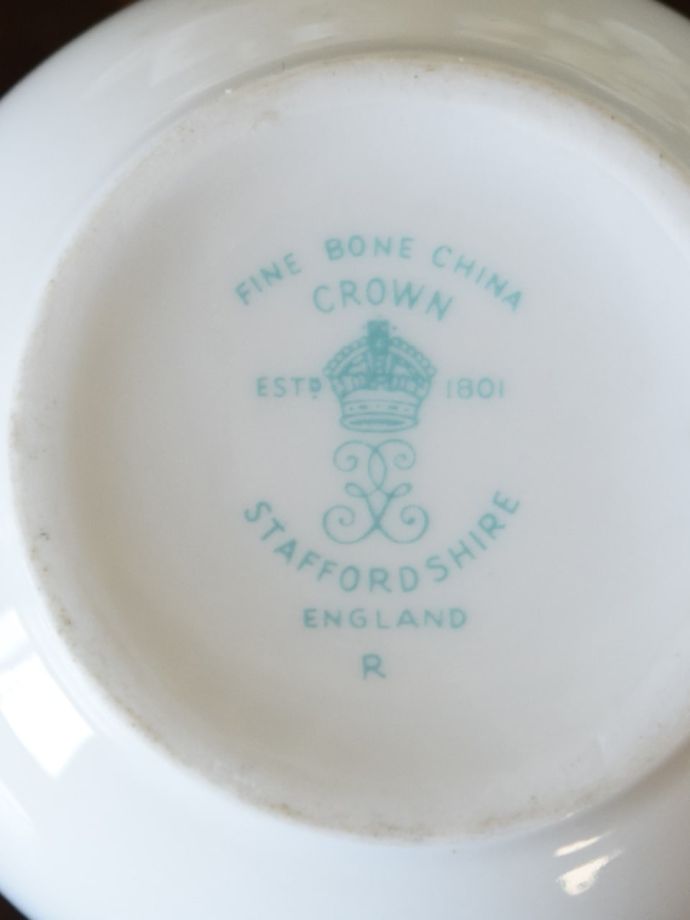 FINE BONE CHINA
CROWN
ESTD 1801
STAFFORDSHIRE
ENGLAND
R